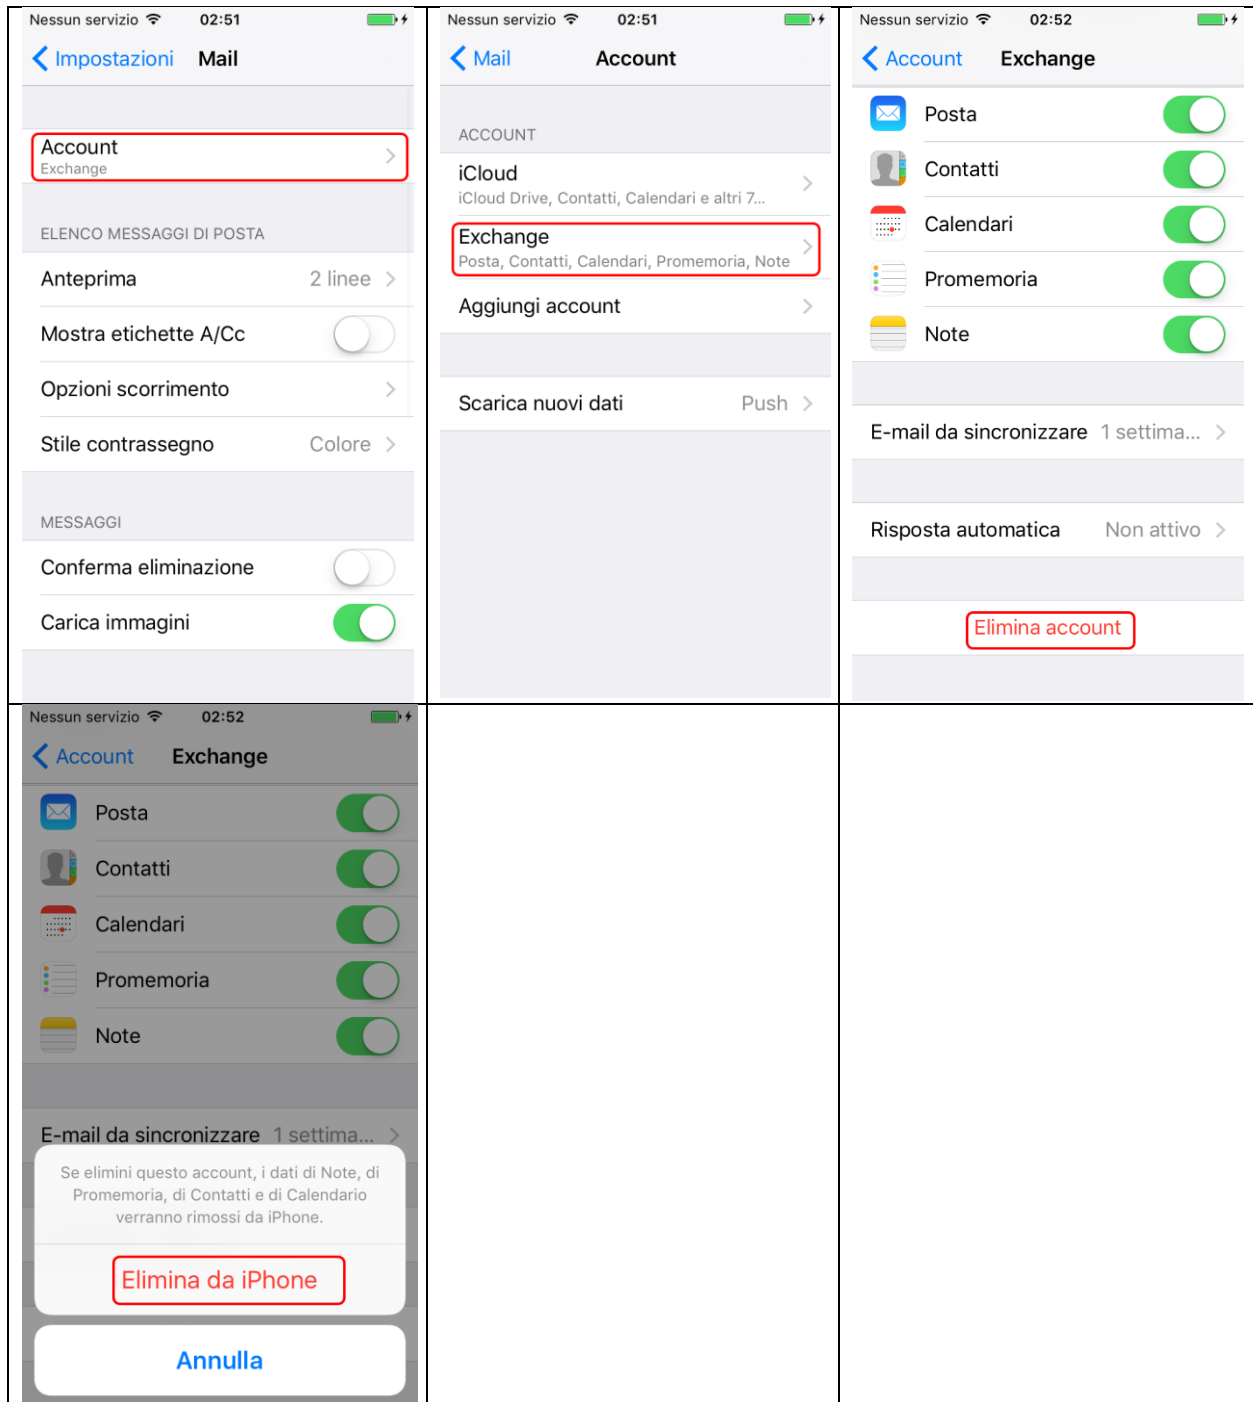 Nessun servizio 02:51
Impostazioni Mail
Account
Exchange
ELENCO MESSAGGI DI POSTA
Anteprima 2 linee
Mostra etichette A/Cc
Opzioni scorrimento
Stile contrassegno Colore
MESSAGGI
Conferma eliminazione
Carica immagini
Nessun servizio 02:51
Mail Account
ACCOUNT
iCloud
iCloud Drive, Contatti, Calendari e altri 7...
Exchange
Posta, Contatti, Calendari, Promemoria, Note
Aggiungi account
Scarica nuovi dati Push
Nessun servizio 02:52
Account Exchange
Posta
Contatti
Calendari
Promemoria
Note
E-mail da sincronizzare 1 settima...
Risposta automatica Non attivo
Elimina account
Nessun servizio 02:52
Account Exchange
Posta
Contatti
Calendari
Promemoria
Note
E-mail da sincronizzare 1 settima...
Se elimini questo account, i dati di Note, di
Promemoria, di Contatti e di Calendario
verranno rimossi da iPhone.
Elimina da iPhone
Annulla